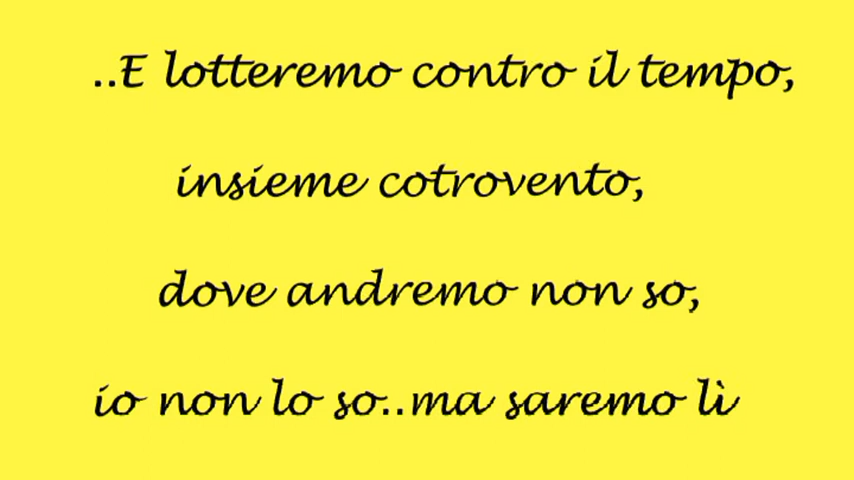 ..E lotteremo contro il tempo,
insieme cotrovento,
dove andremo non so,
io non lo so..ma saremo lì